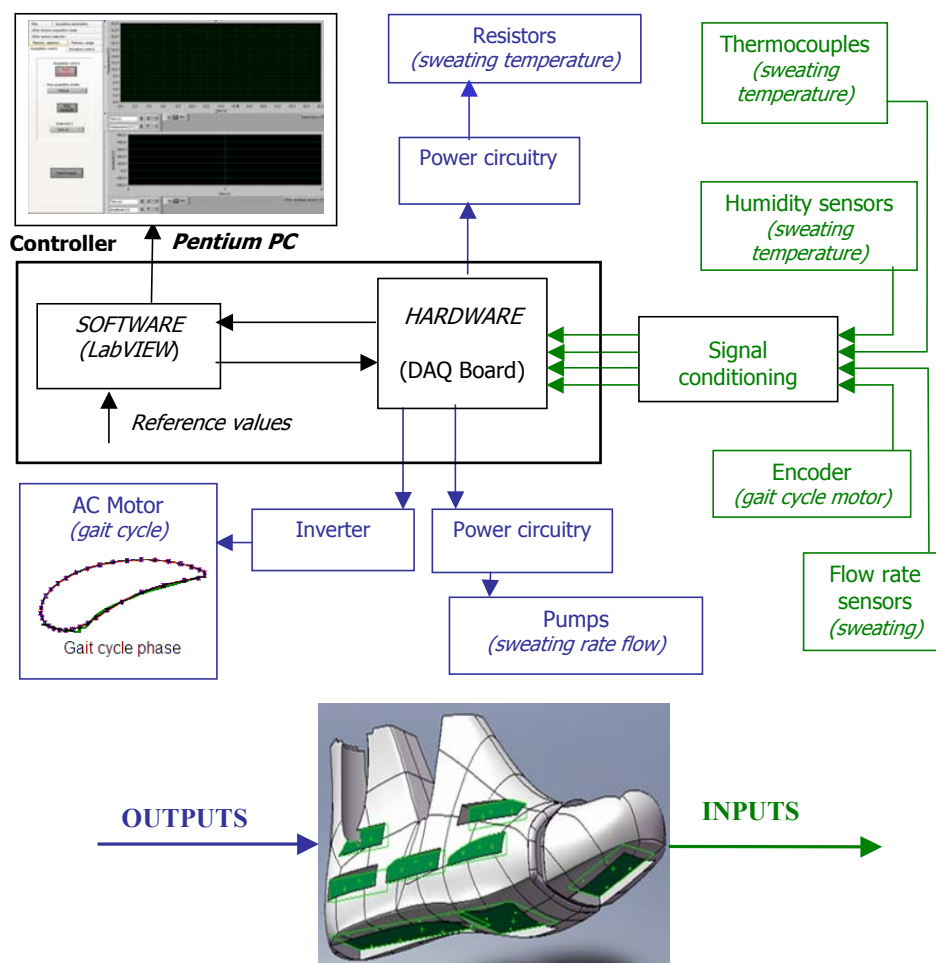 Resistors
(sweating temperature)
Thermocouples
(sweating
temperature)
Power circuitry
Humidity sensors
(sweating
temperature)
Controller
Pentium PC
SOFTWARE
(LabVIEW)
HARDWARE
(DAQ Board)
Signal
conditioning
Reference values
Encoder
(gait cycle motor)
AC Motor
(gait cycle)
Inverter
Power circuitry
Flow rate
sensors
(sweating)
Pumps
(sweating rate flow)
Gait cycle phase
OUTPUTS
INPUTS